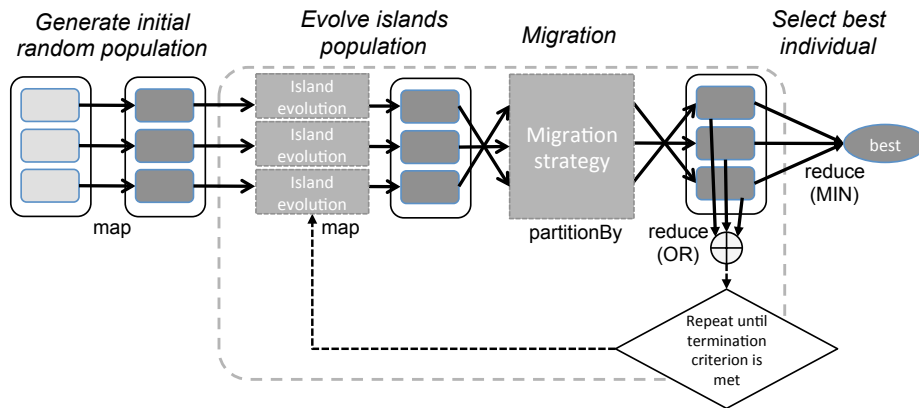 Generate initial
random population
Evolve islands
population
Migration
Select best
individual
Island
evolution
Island
evolution
Island
evolution
Migration
strategy
best
map
map
partitionBy
reduce
(OR)
reduce
(MIN)
Repeat until
termination
criterion is
met